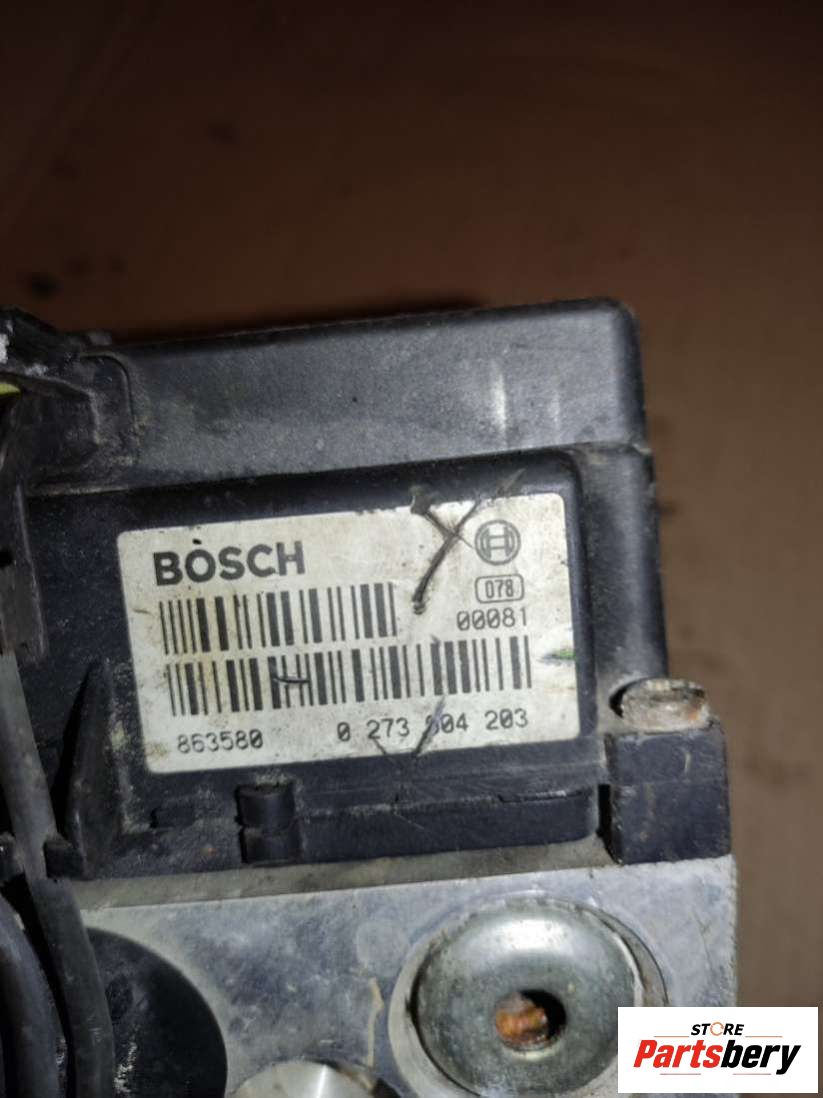 BOSCH
078
00081
863580 0 273 004 203
STORE
Partsbery